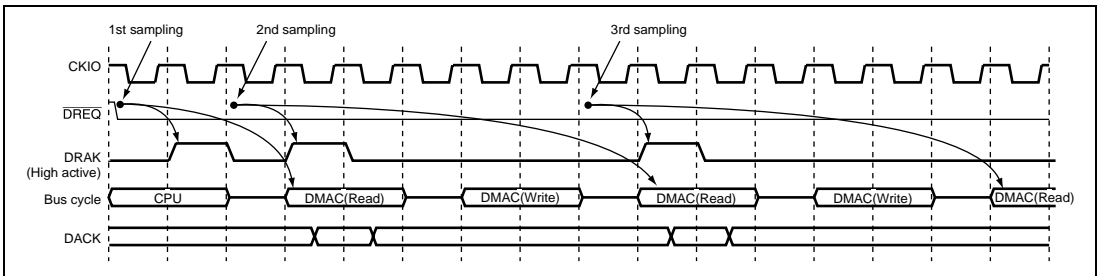 1st sampling 2nd sampling 3rd sampling
CKIO
DREQ
DRAK
(High active)
Bus cycle CPU DMAC(Read) DMAC(Write) DMAC(Read) DMAC(Write) DMAC(Read)
DACK